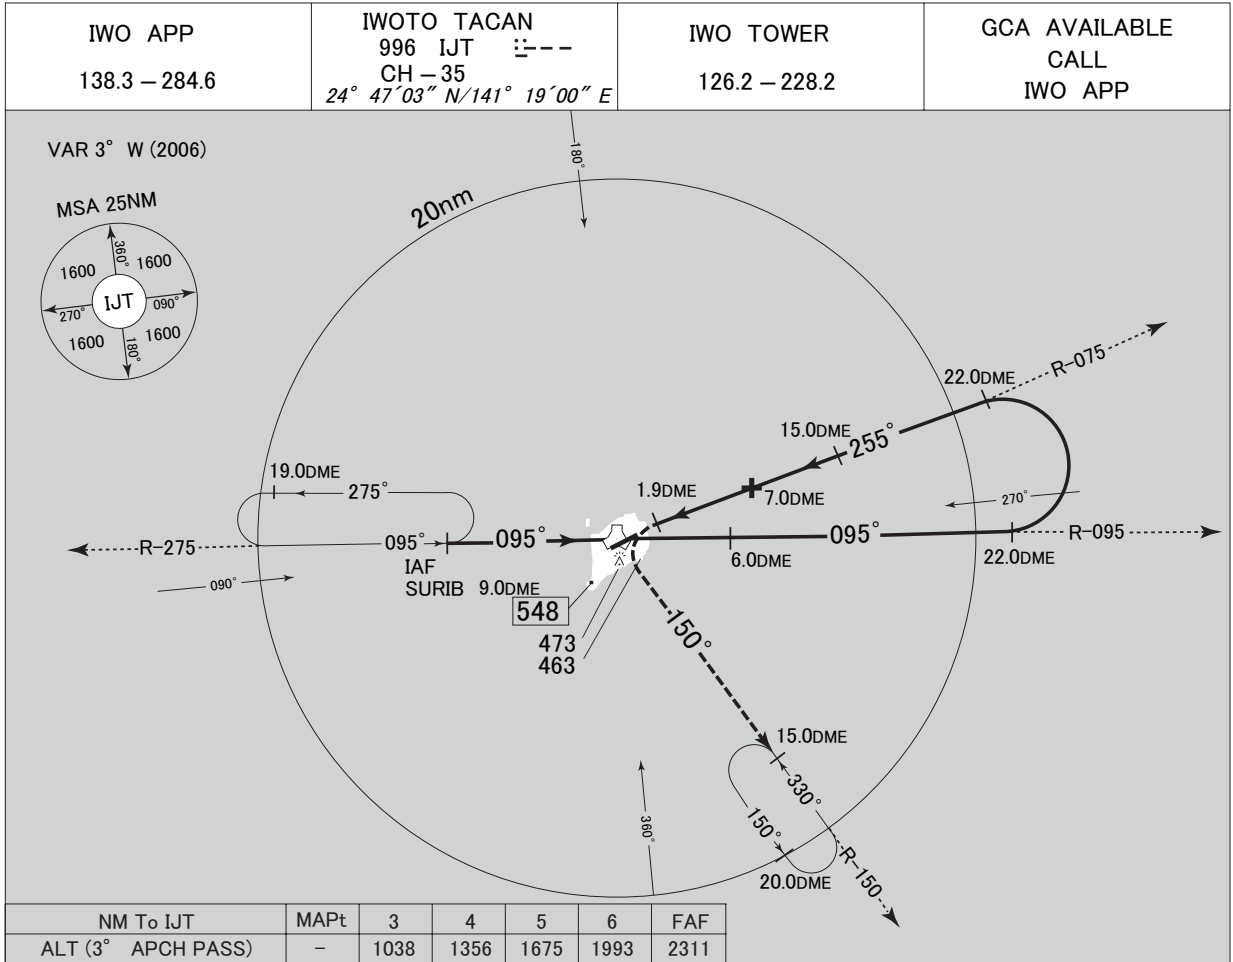 IWO APP
138.3 – 284.6
IWOTO TACAN
996 IJT
CH – 35
24° 47′03″ N/141° 19′00″ E
IWO TOWER
126.2 – 228.2
GCA AVAILABLE
CALL
IWO APP
VAR 3° W (2006)
MSA 25NM
360°
1600
1600
IJT
270°
090°
1600
1600
180°
180°
20nm
R-075
22.0DME
15.0DME
255°
19.0DME
275°
1.9DME
7.0DME
270°
R-275
095°
095°
095°
R-095
IAF
SURIB 9.0DME
6.0DME
22.0DME
090°
548
473
463
150°
15.0DME
330°
150°
360°
R-150
20.0DME
NM To IJT MAPt 3 4 5 6 FAF
ALT (3° APCH PASS) – 1038 1356 1675 1993 2311